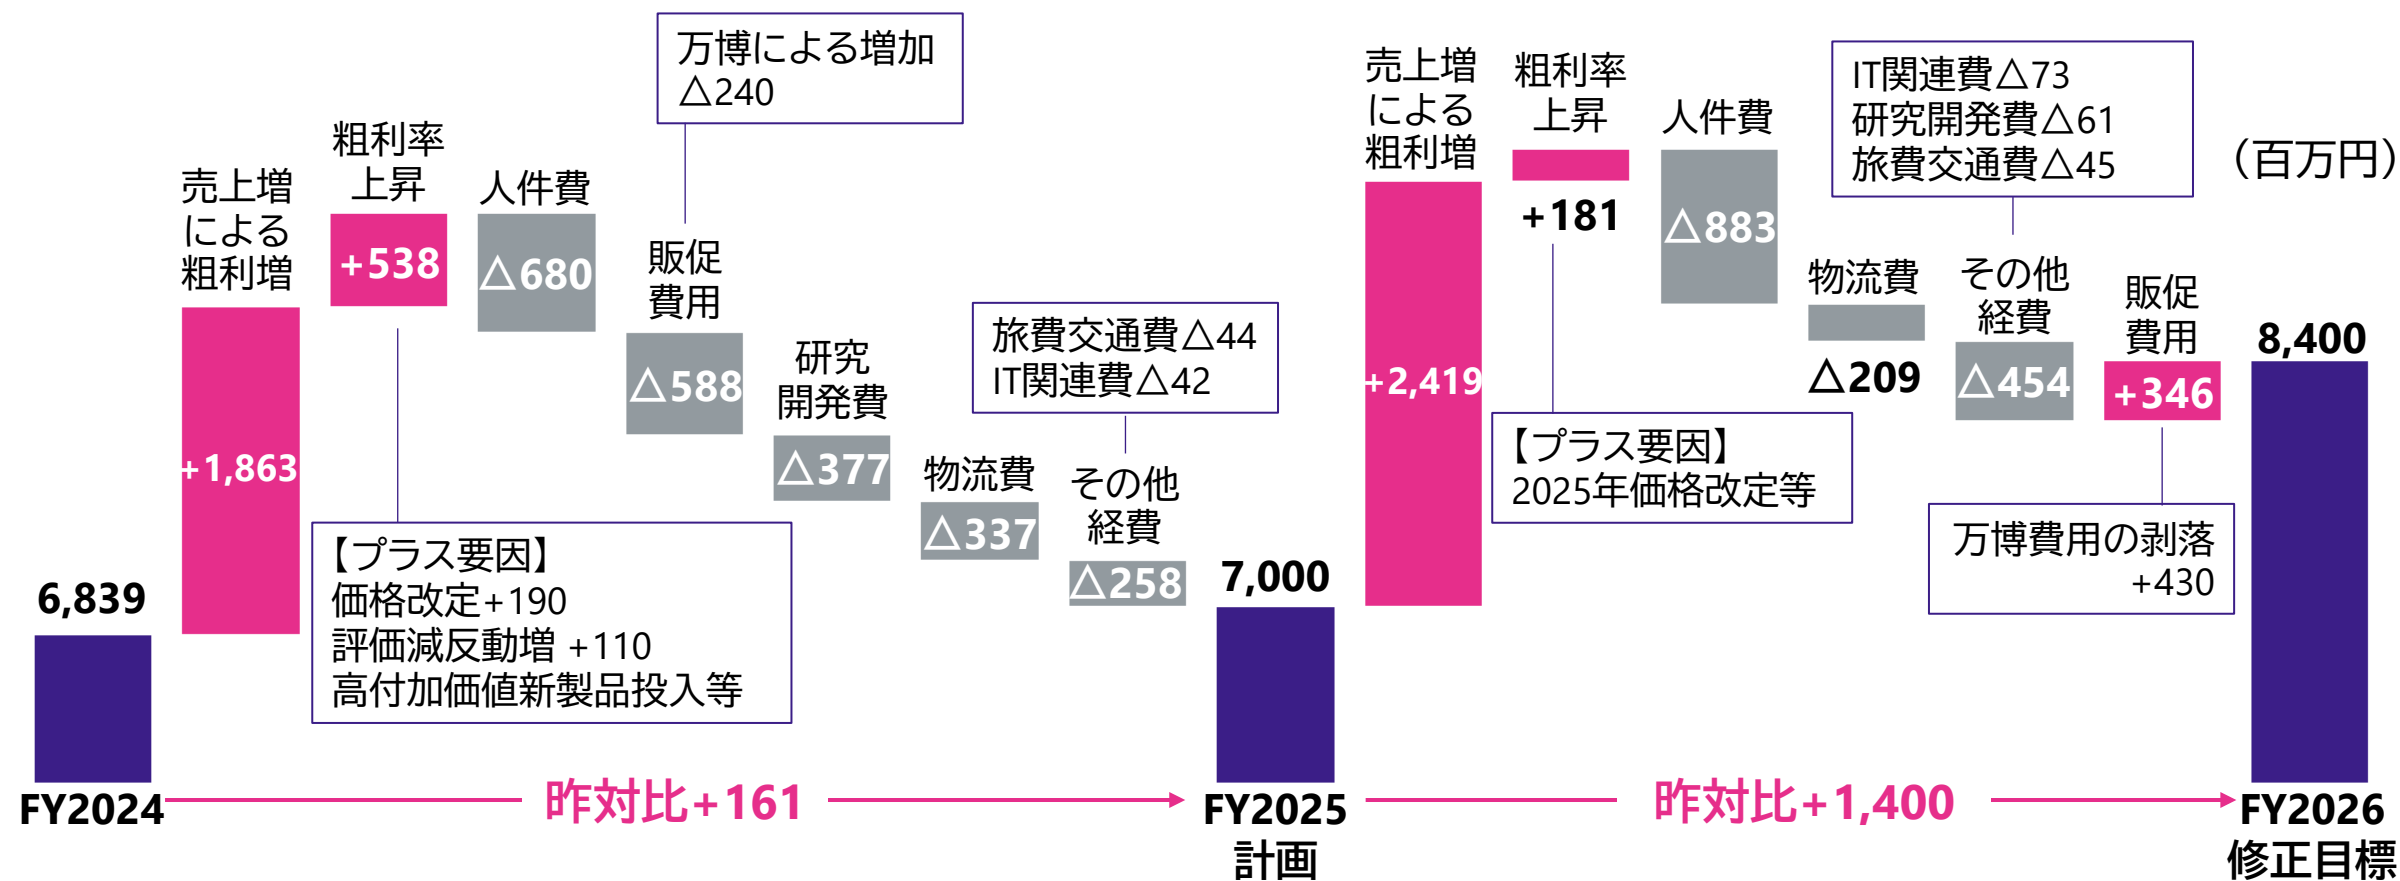 (百万円)
6,839
FY2024
売上増
による
粗利増
+1,863
粗利率
上昇
+538
【プラス要因】
価格改定+190
評価減反動増 +110
高付加価値新製品投入等
人件費
△680
万博による増加
△240
販促
費用
△588
研究
開発費
△377
物流費
△337
旅費交通費△44
IT関連費△42
その他
経費
△258
昨対比+161
7,000
FY2025
計画
売上増
による
粗利増
+2,419
粗利率
上昇
+181
【プラス要因】
2025年価格改定等
人件費
△883
物流費
△209
IT関連費△73
研究開発費△61
旅費交通費△45
その他
経費
△454
販促
費用
+346
万博費用の剥落
+430
昨対比+1,400
8,400
FY2026
修正目標